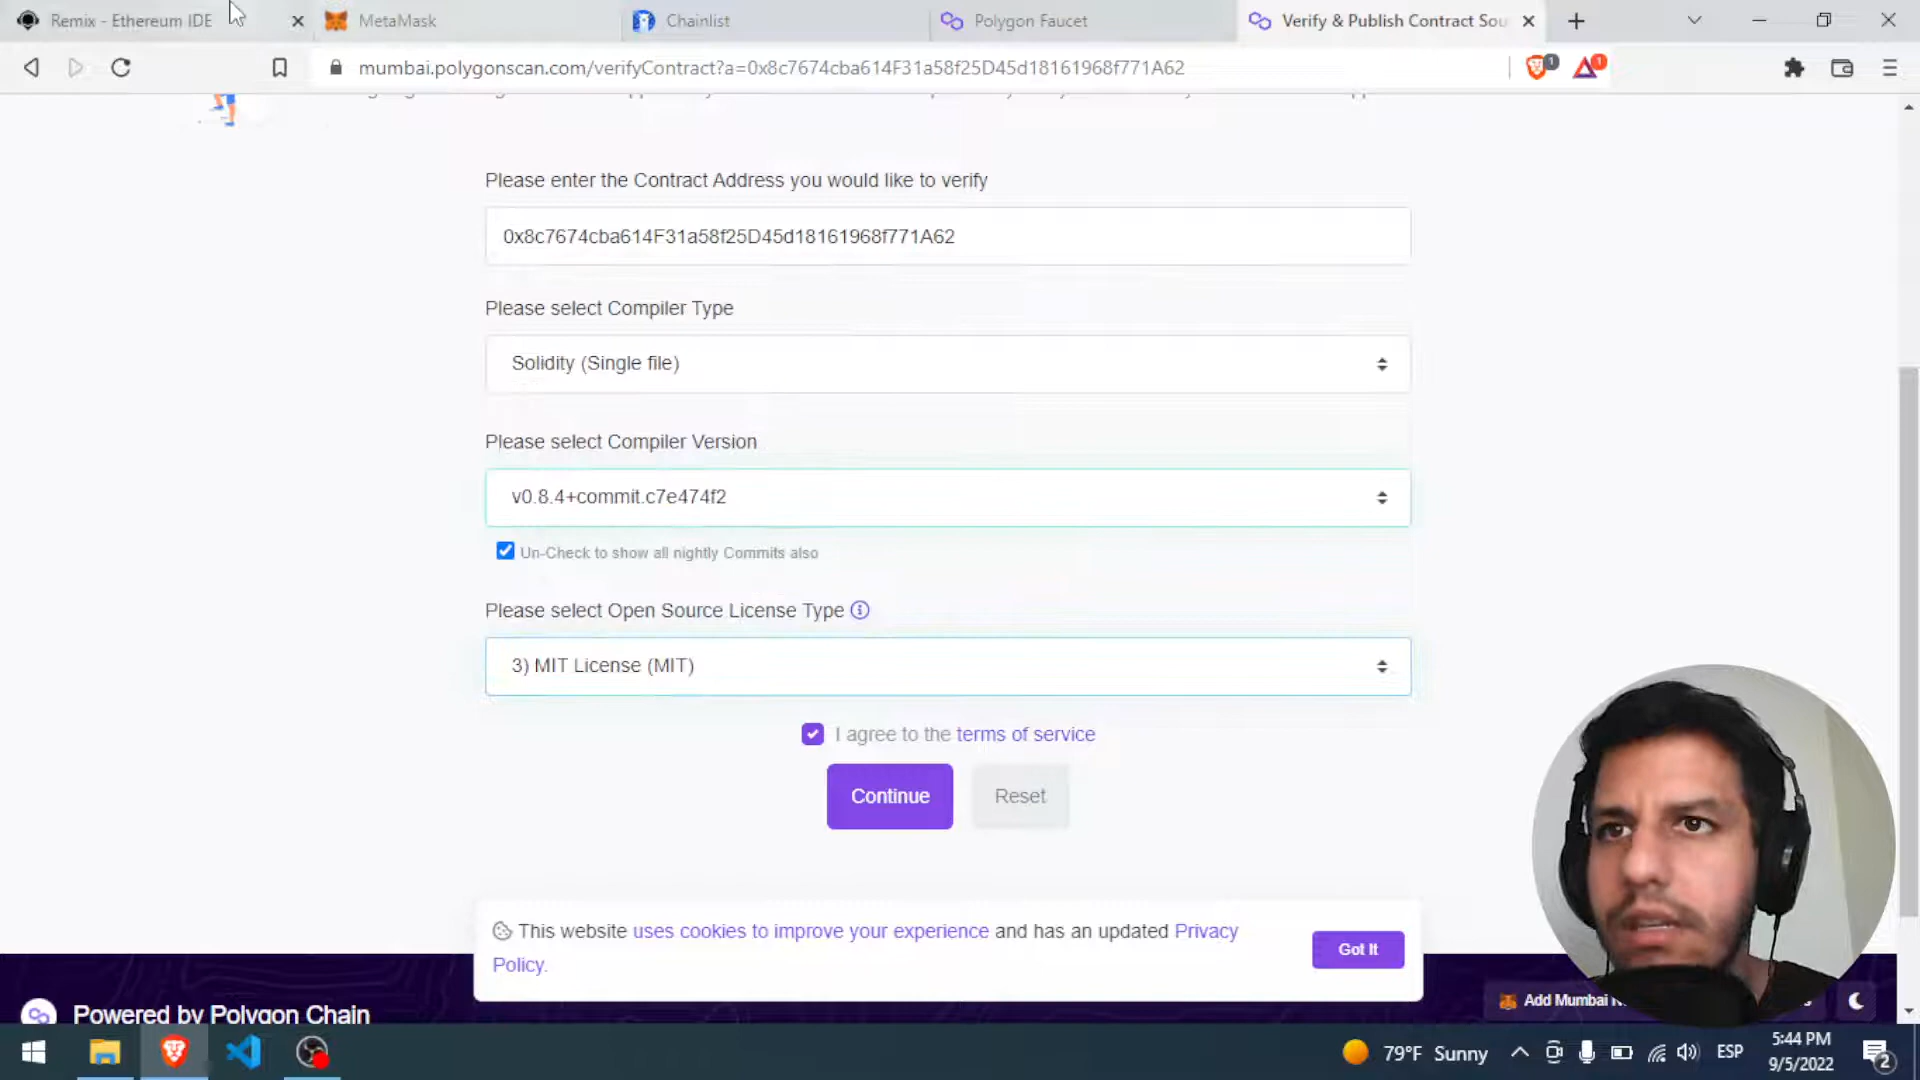 Remix - Ethereum IDE
MetaMask
Chainlist
Polygon Faucet
Verify & Publish Contract Sou
mumbai.polygonscan.com/verifyContract?a=0x8c7674cba614F31a58f25D45d18161968f771A62
1
1
Please enter the Contract Address you would like to verify
0x8c7674cba614F31a58f25D45d18161968f771A62
Please select Compiler Type
Solidity (Single file)
Please select Compiler Version
v0.8.4+commit.c7e474f2
Un-Check to show all nightly Commits also
Please select Open Source License Type
3) MIT License (MIT)
I agree to the terms of service
Continue
Reset
This website uses cookies to improve your experience and has an updated Privacy
Policy.
Got It
Powered by Polygon Chain
Add Mumbai
79°F Sunny
ESP
5:44 PM
9/5/2022
2